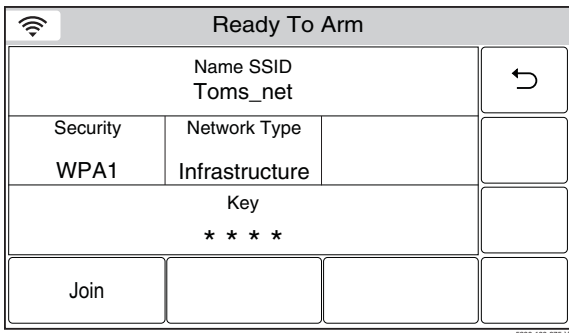 Ready To Arm
Name SSID
Toms_net
Security
Network Type
WPA1
Infrastructure
Key
* * * *
Join